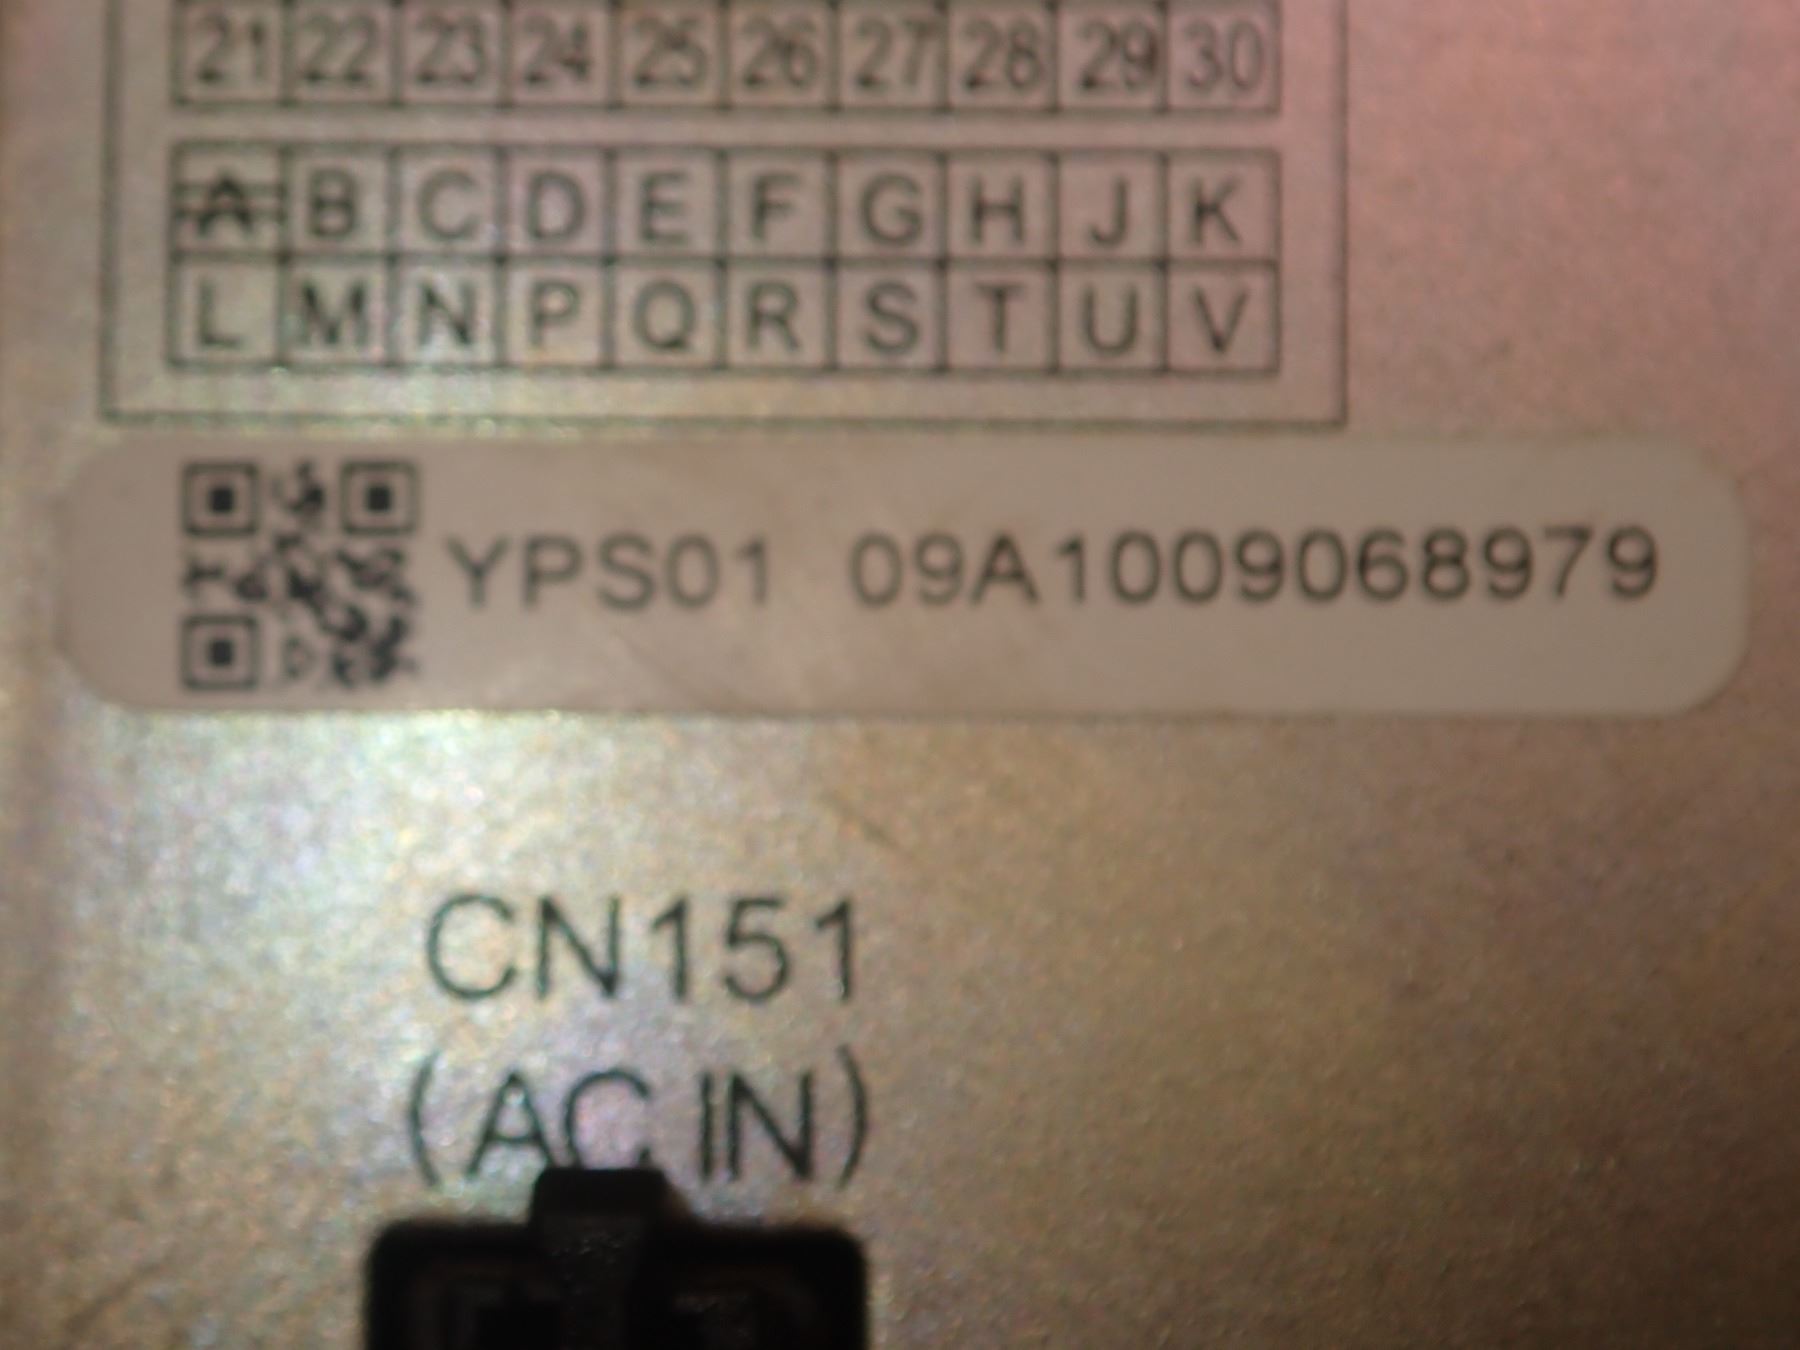 21 22 23 24 25 26 27 28 29 30
A B C D E F G H J K
L M N P Q R S T U V
YPS01 09A1009068979
CN151
(AC IN)